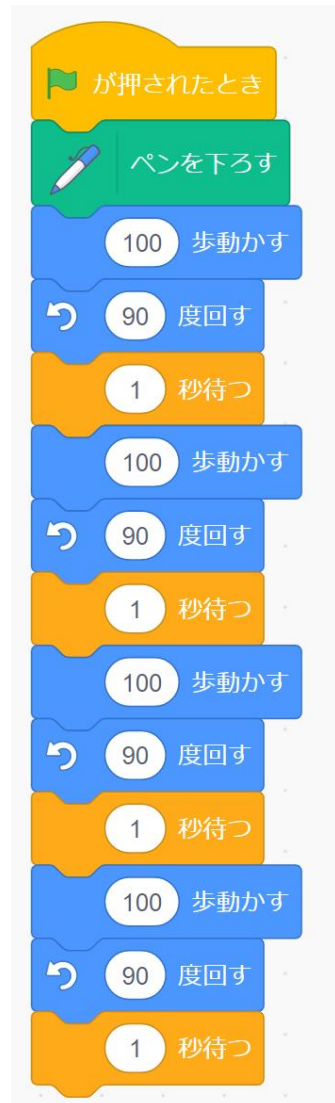 が押されたとき
ペンを下ろす
100 歩動かす
90 度回す
1 秒待つ
100 歩動かす
90 度回す
1 秒待つ
100 歩動かす
90 度回す
1 秒待つ
100 歩動かす
90 度回す
1 秒待つ